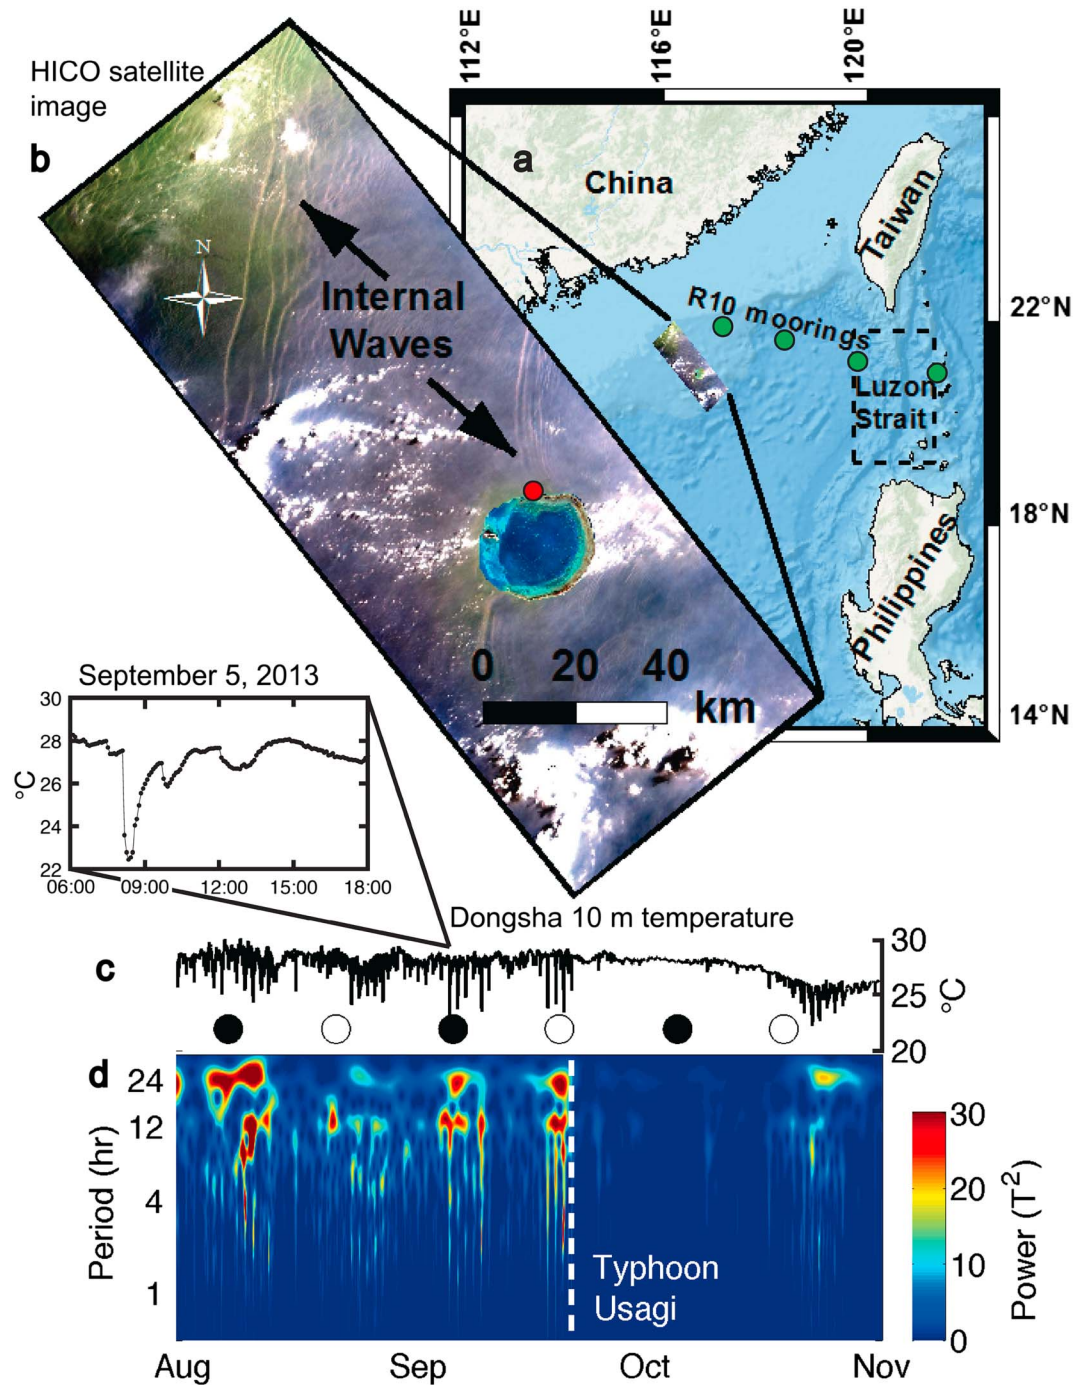 HICO satellite
image
b
N
Internal
Waves
0 20 40
km
112°E
116°E
120°E
a
China
Taiwan
R10 moorings
Luzon
Strait
Philippines
22°N
18°N
14°N
September 5, 2013
30
28
26
24
22
°C
06:00 09:00 12:00 15:00 18:00
Dongsha 10 m temperature
c
30
25
20
°C
d
24
12
4
1
Period (hr)
Typhoon
Usagi
Aug Sep Oct Nov
30
20
10
0
Power (T²)